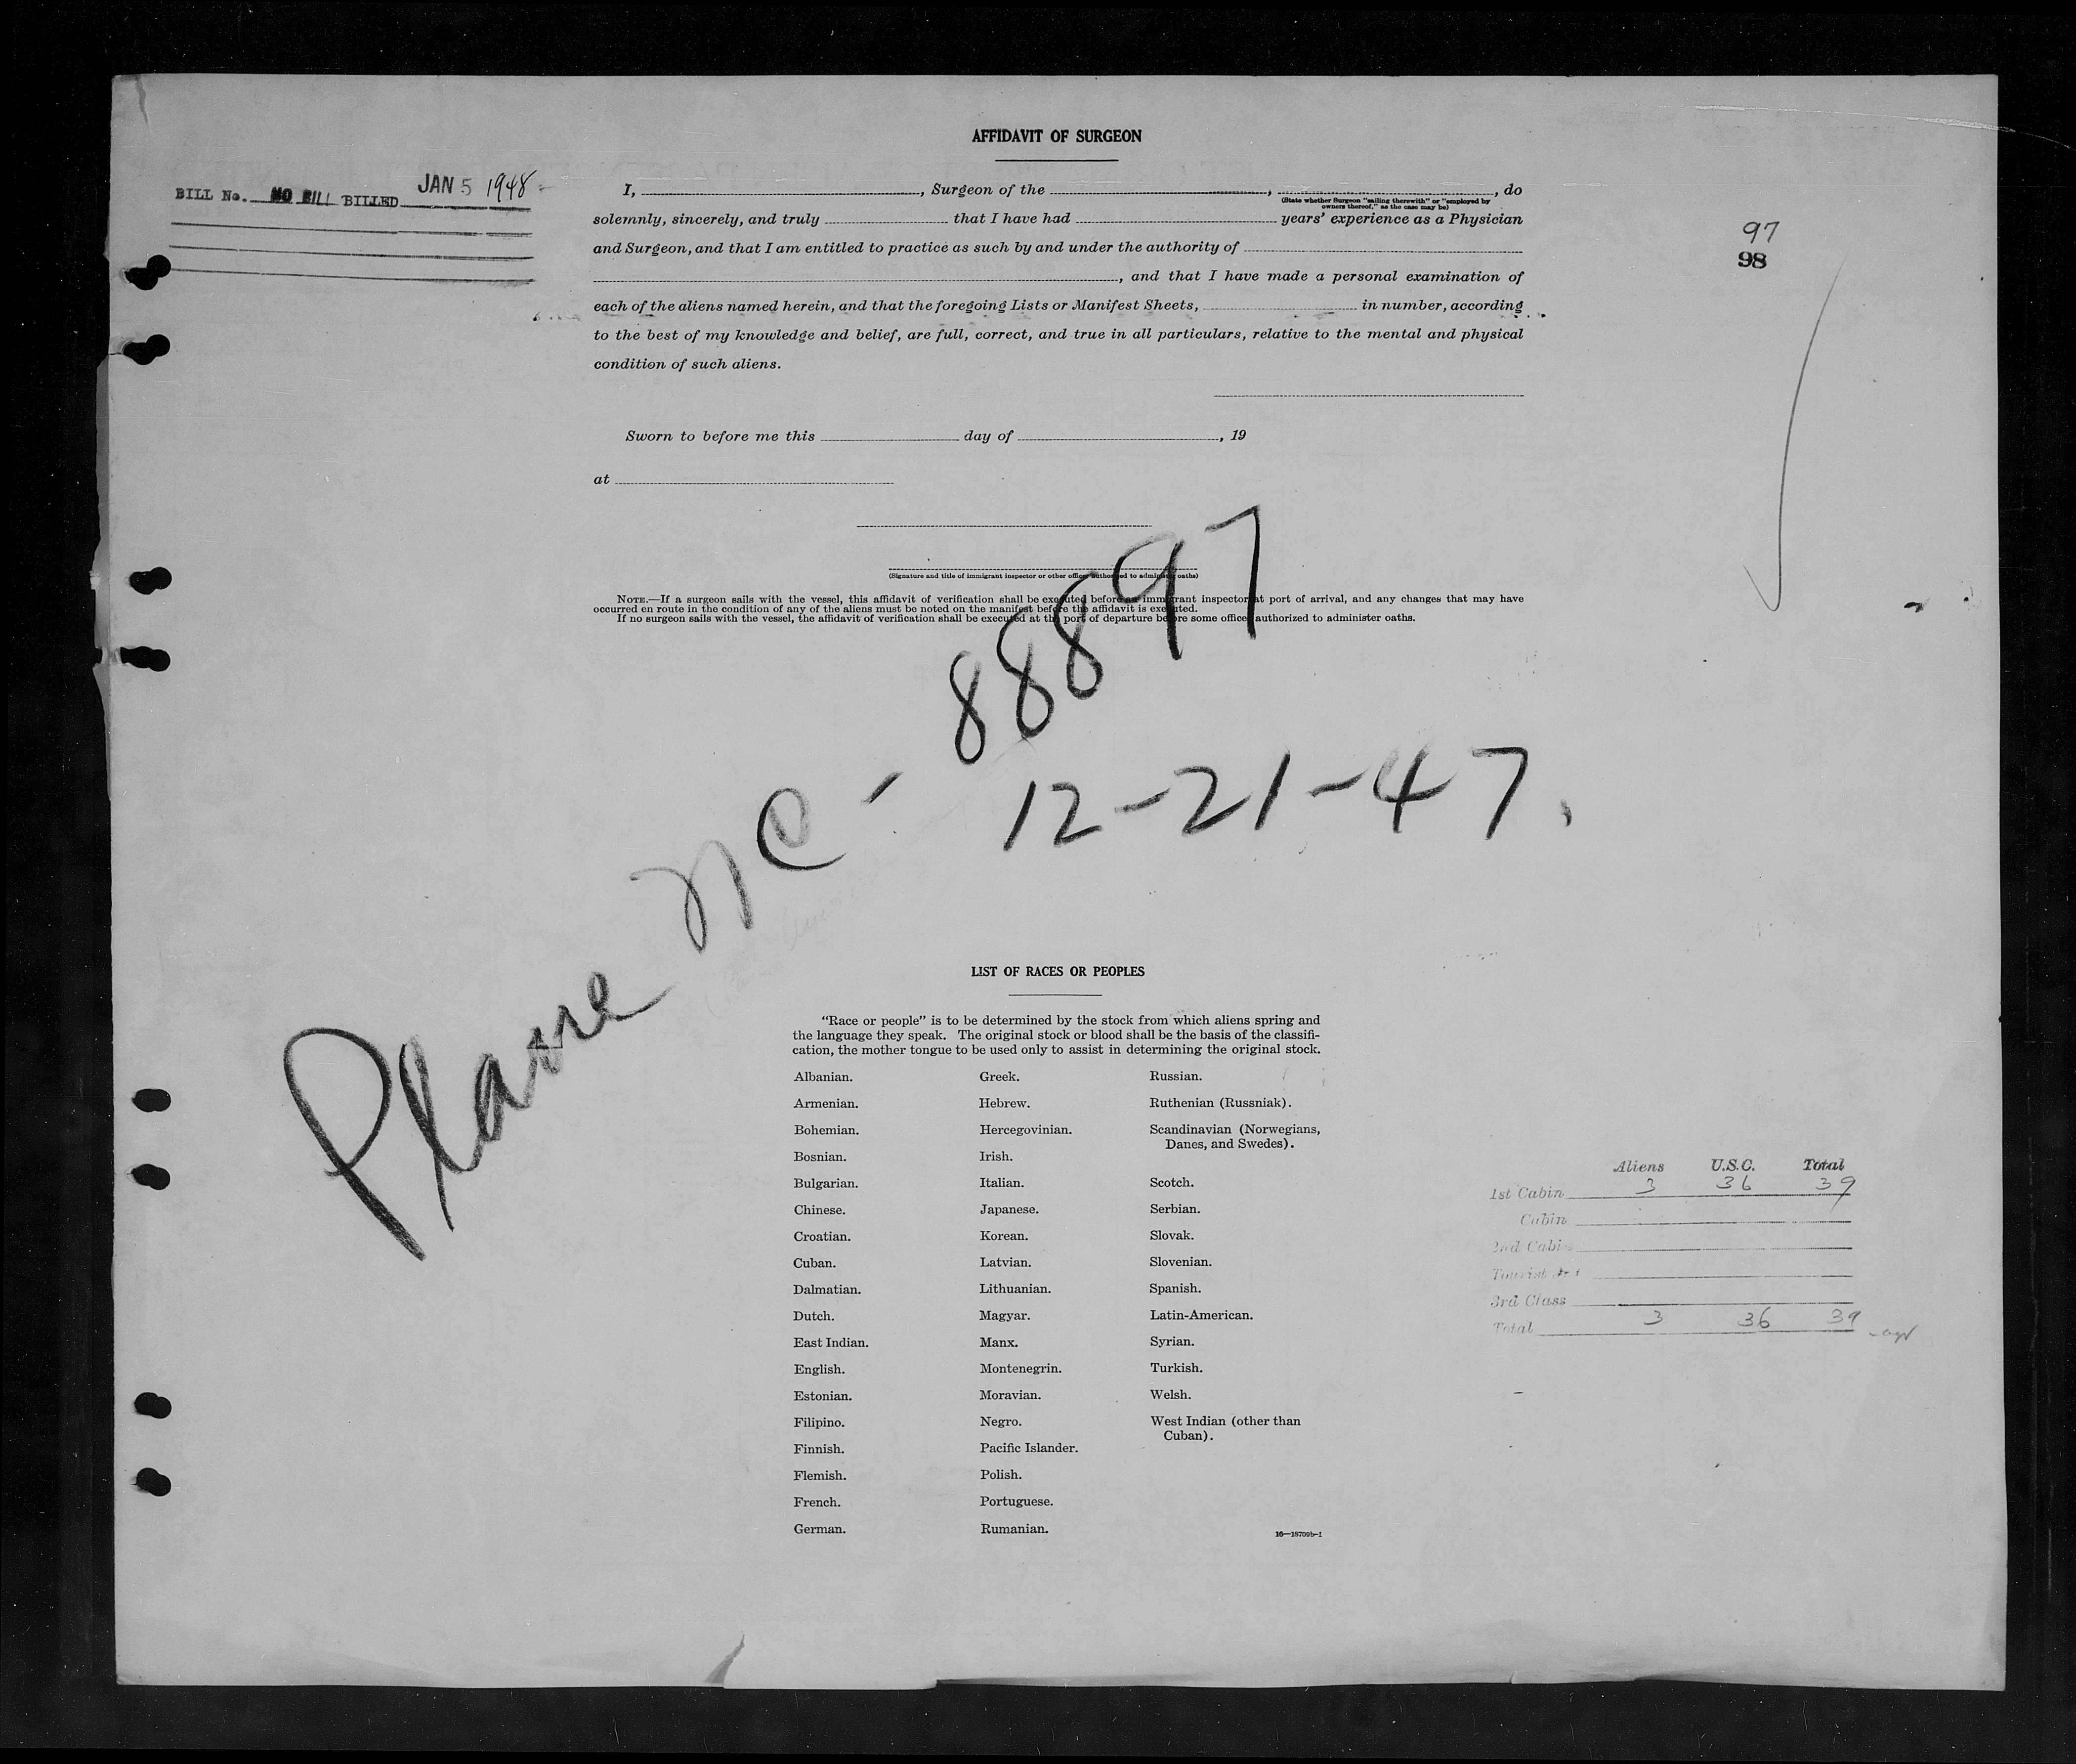 AFFIDAVIT OF SURGEON
BILL No. NO BILL BILLED JAN 5 1948
I, , Surgeon of the , , do
(State whether Surgeon "sailing therewith" or "employed by
owners thereof," as the case may be)
solemnly, sincerely, and truly that I have had years' experience as a Physician
and Surgeon, and that I am entitled to practice as such by and under the authority of
, and that I have made a personal examination of
each of the aliens named herein, and that the foregoing Lists or Manifest Sheets, in number, according
to the best of my knowledge and belief, are full, correct, and true in all particulars, relative to the mental and physical
condition of such aliens.
97
98
Sworn to before me this day of , 19
at
(Signature and title of immigrant inspector or other officer authorized to administer oaths)
NOTE.—If a surgeon sails with the vessel, this affidavit of verification shall be executed before an immigrant inspector at port of arrival, and any changes that may have
occurred en route in the condition of any of the aliens must be noted on the manifest before the affidavit is executed.
If no surgeon sails with the vessel, the affidavit of verification shall be executed at the port of departure before some officer authorized to administer oaths.
Plane NC - 88897
12-21-47.
LIST OF RACES OR PEOPLES
"Race or people" is to be determined by the stock from which aliens spring and
the language they speak. The original stock or blood shall be the basis of the classifi-
cation, the mother tongue to be used only to assist in determining the original stock.
Albanian. Greek. Russian.
Armenian. Hebrew. Ruthenian (Russniak).
Bohemian. Hercegovinian. Scandinavian (Norwegians,
Danes, and Swedes).
Bosnian. Irish.
Bulgarian. Italian. Scotch.
Chinese. Japanese. Serbian.
Croatian. Korean. Slovak.
Cuban. Latvian. Slovenian.
Dalmatian. Lithuanian. Spanish.
Dutch. Magyar. Latin-American.
East Indian. Manx. Syrian.
English. Montenegrin. Turkish.
Estonian. Moravian. Welsh.
Filipino. Negro. West Indian (other than
Cuban).
Finnish. Pacific Islander.
Flemish. Polish.
French. Portuguese.
German. Rumanian.
16—18709b-1
Aliens U.S.C. Total
1st Cabin 3 36 39
Cabin
2nd Cabin
Tourist 3rd
3rd Class
Total 3 36 39